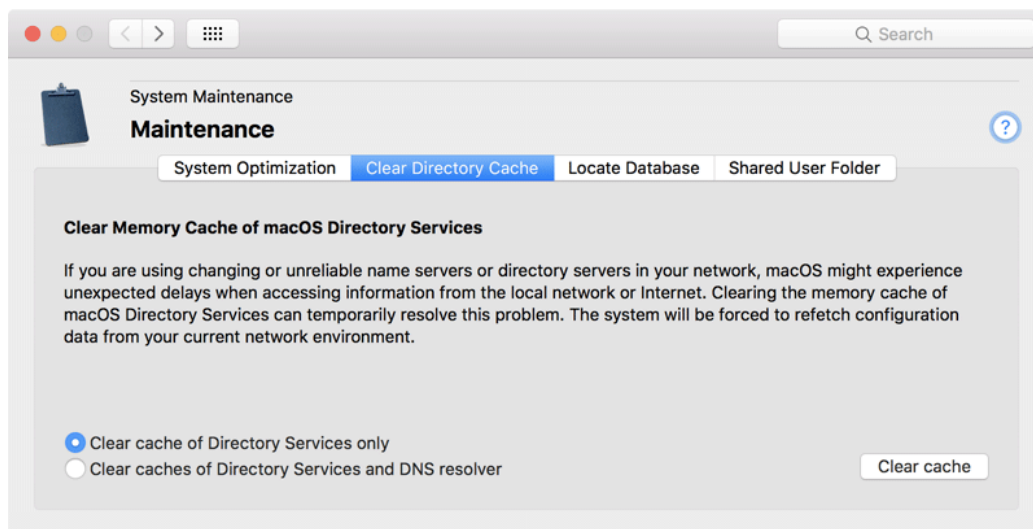 Search
System Maintenance
Maintenance
?
System Optimization
Clear Directory Cache
Locate Database
Shared User Folder
Clear Memory Cache of macOS Directory Services
If you are using changing or unreliable name servers or directory servers in your network, macOS might experience
unexpected delays when accessing information from the local network or Internet. Clearing the memory cache of
macOS Directory Services can temporarily resolve this problem. The system will be forced to refetch configuration
data from your current network environment.
Clear cache of Directory Services only
Clear caches of Directory Services and DNS resolver
Clear cache